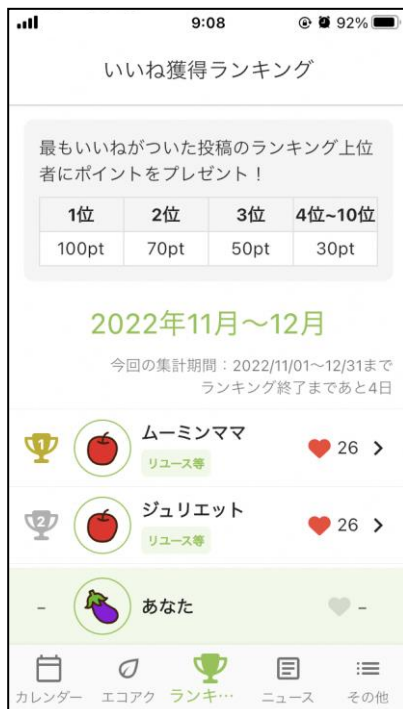 9:08 92%
いいね獲得ランキング
最もいいねがついた投稿のランキング上位
者にポイントをプレゼント！
1位 2位 3位 4位~10位
100pt 70pt 50pt 30pt
2022年11月～12月
今回の集計期間：2022/11/01～12/31まで
ランキング終了まであと4日
1 ムーミンママ
リユース等 26
2 ジュリエット
リユース等 26
- あなた -
カレンダー エコアク ランキ… ニュース その他